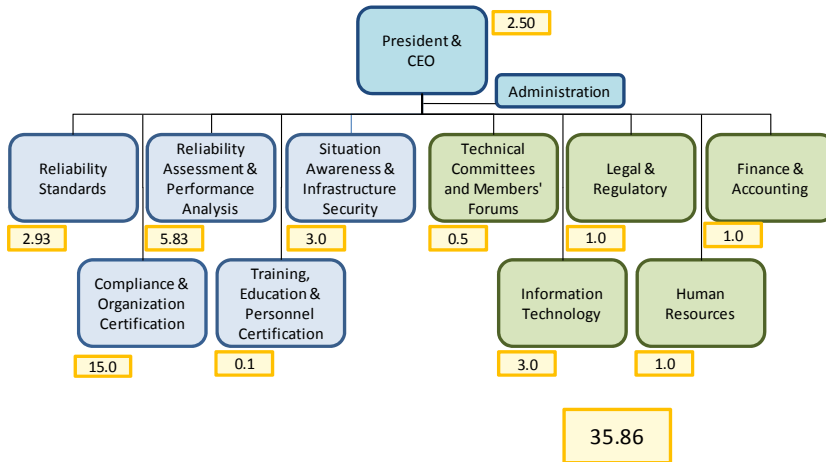 2.50
President &
CEO
Administration
Reliability
Standards
2.93
Reliability
Assessment &
Performance
Analysis
5.83
Situation
Awareness &
Infrastructure
Security
3.0
Technical
Committees
and Members'
Forums
0.5
Legal &
Regulatory
1.0
Finance &
Accounting
1.0
Compliance &
Organization
Certification
15.0
Training,
Education &
Personnel
Certification
0.1
Information
Technology
3.0
Human
Resources
1.0
35.86